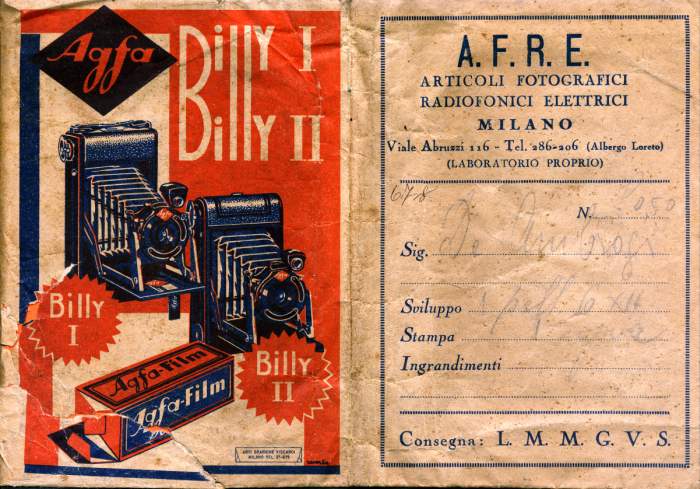 Agfa
Billy I
Billy II
Billy
I
Billy
II
Agfa-Film
Agfa-Film
A.F.R.E.
ARTICOLI FOTOGRAFICI
RADIOFONICI ELETTRICI
MILANO
Viale Abruzzi 116 - Tel. 286-206 (Albergo Loreto)
(LABORATORIO PROPRIO)
N.
Sig.
Sviluppo
Stampa
Ingrandimenti
Consegna: L. M. M. G. V. S.